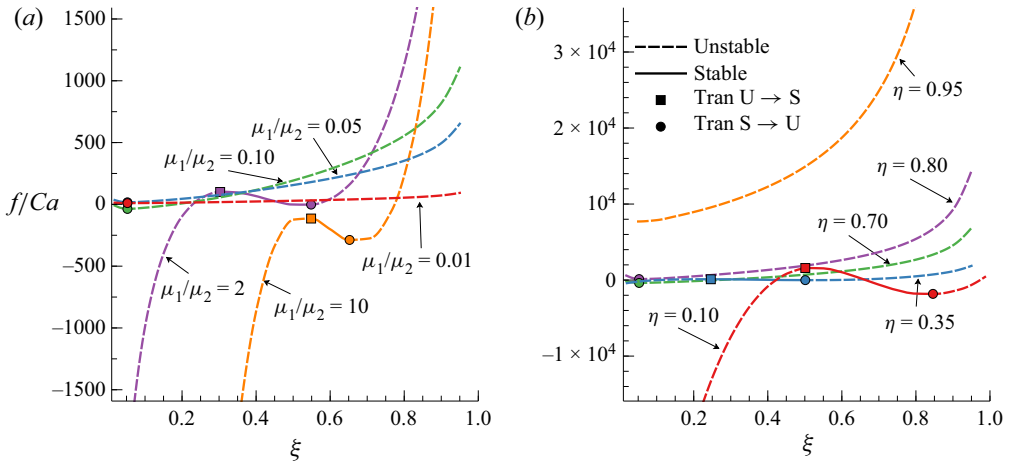 (a)
(b)
1500
1000
500
0
−500
−1000
−1500
f/Ca
μ₁/μ₂ = 0.05
μ₁/μ₂ = 0.10
μ₁/μ₂ = 2
μ₁/μ₂ = 10
μ₁/μ₂ = 0.01
0.2 0.4 0.6 0.8 1.0
ξ
3 × 10⁴
2 × 10⁴
1 × 10⁴
0
−1 × 10⁴
Unstable
Stable
Tran U → S
Tran S → U
η = 0.95
η = 0.80
η = 0.70
η = 0.35
η = 0.10
0 0.2 0.4 0.6 0.8 1.0
ξ